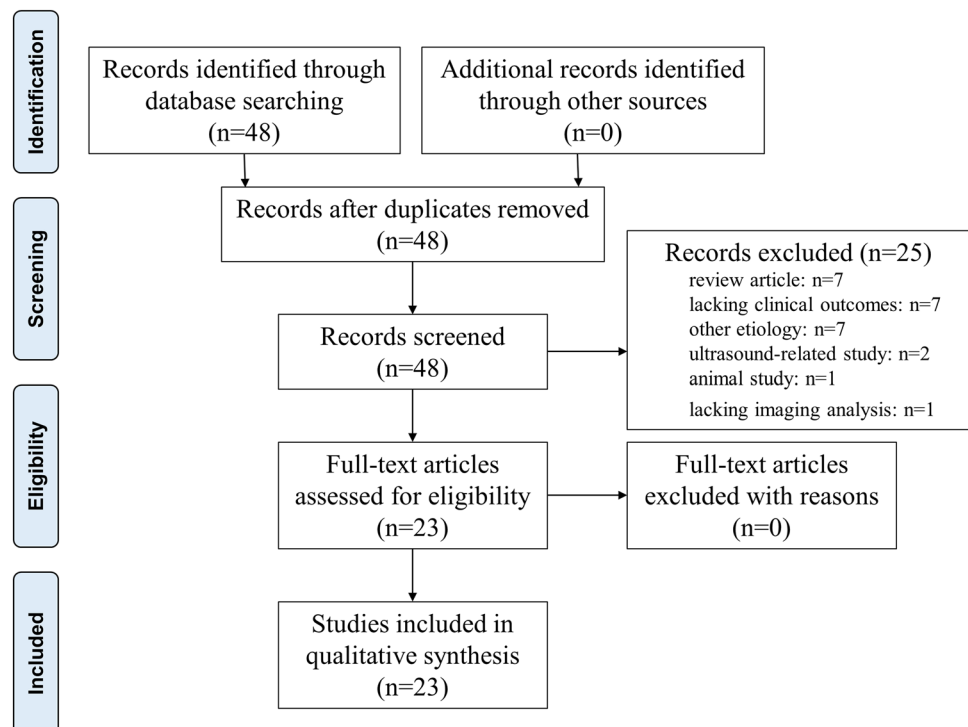 Identification
Records identified through
database searching
(n=48)
Additional records identified
through other sources
(n=0)
Screening
Records after duplicates removed
(n=48)
Records screened
(n=48)
Records excluded (n=25)
review article: n=7
lacking clinical outcomes: n=7
other etiology: n=7
ultrasound-related study: n=2
animal study: n=1
lacking imaging analysis: n=1
Eligibility
Full-text articles
assessed for eligibility
(n=23)
Full-text articles
excluded with reasons
(n=0)
Included
Studies included in
qualitative synthesis
(n=23)